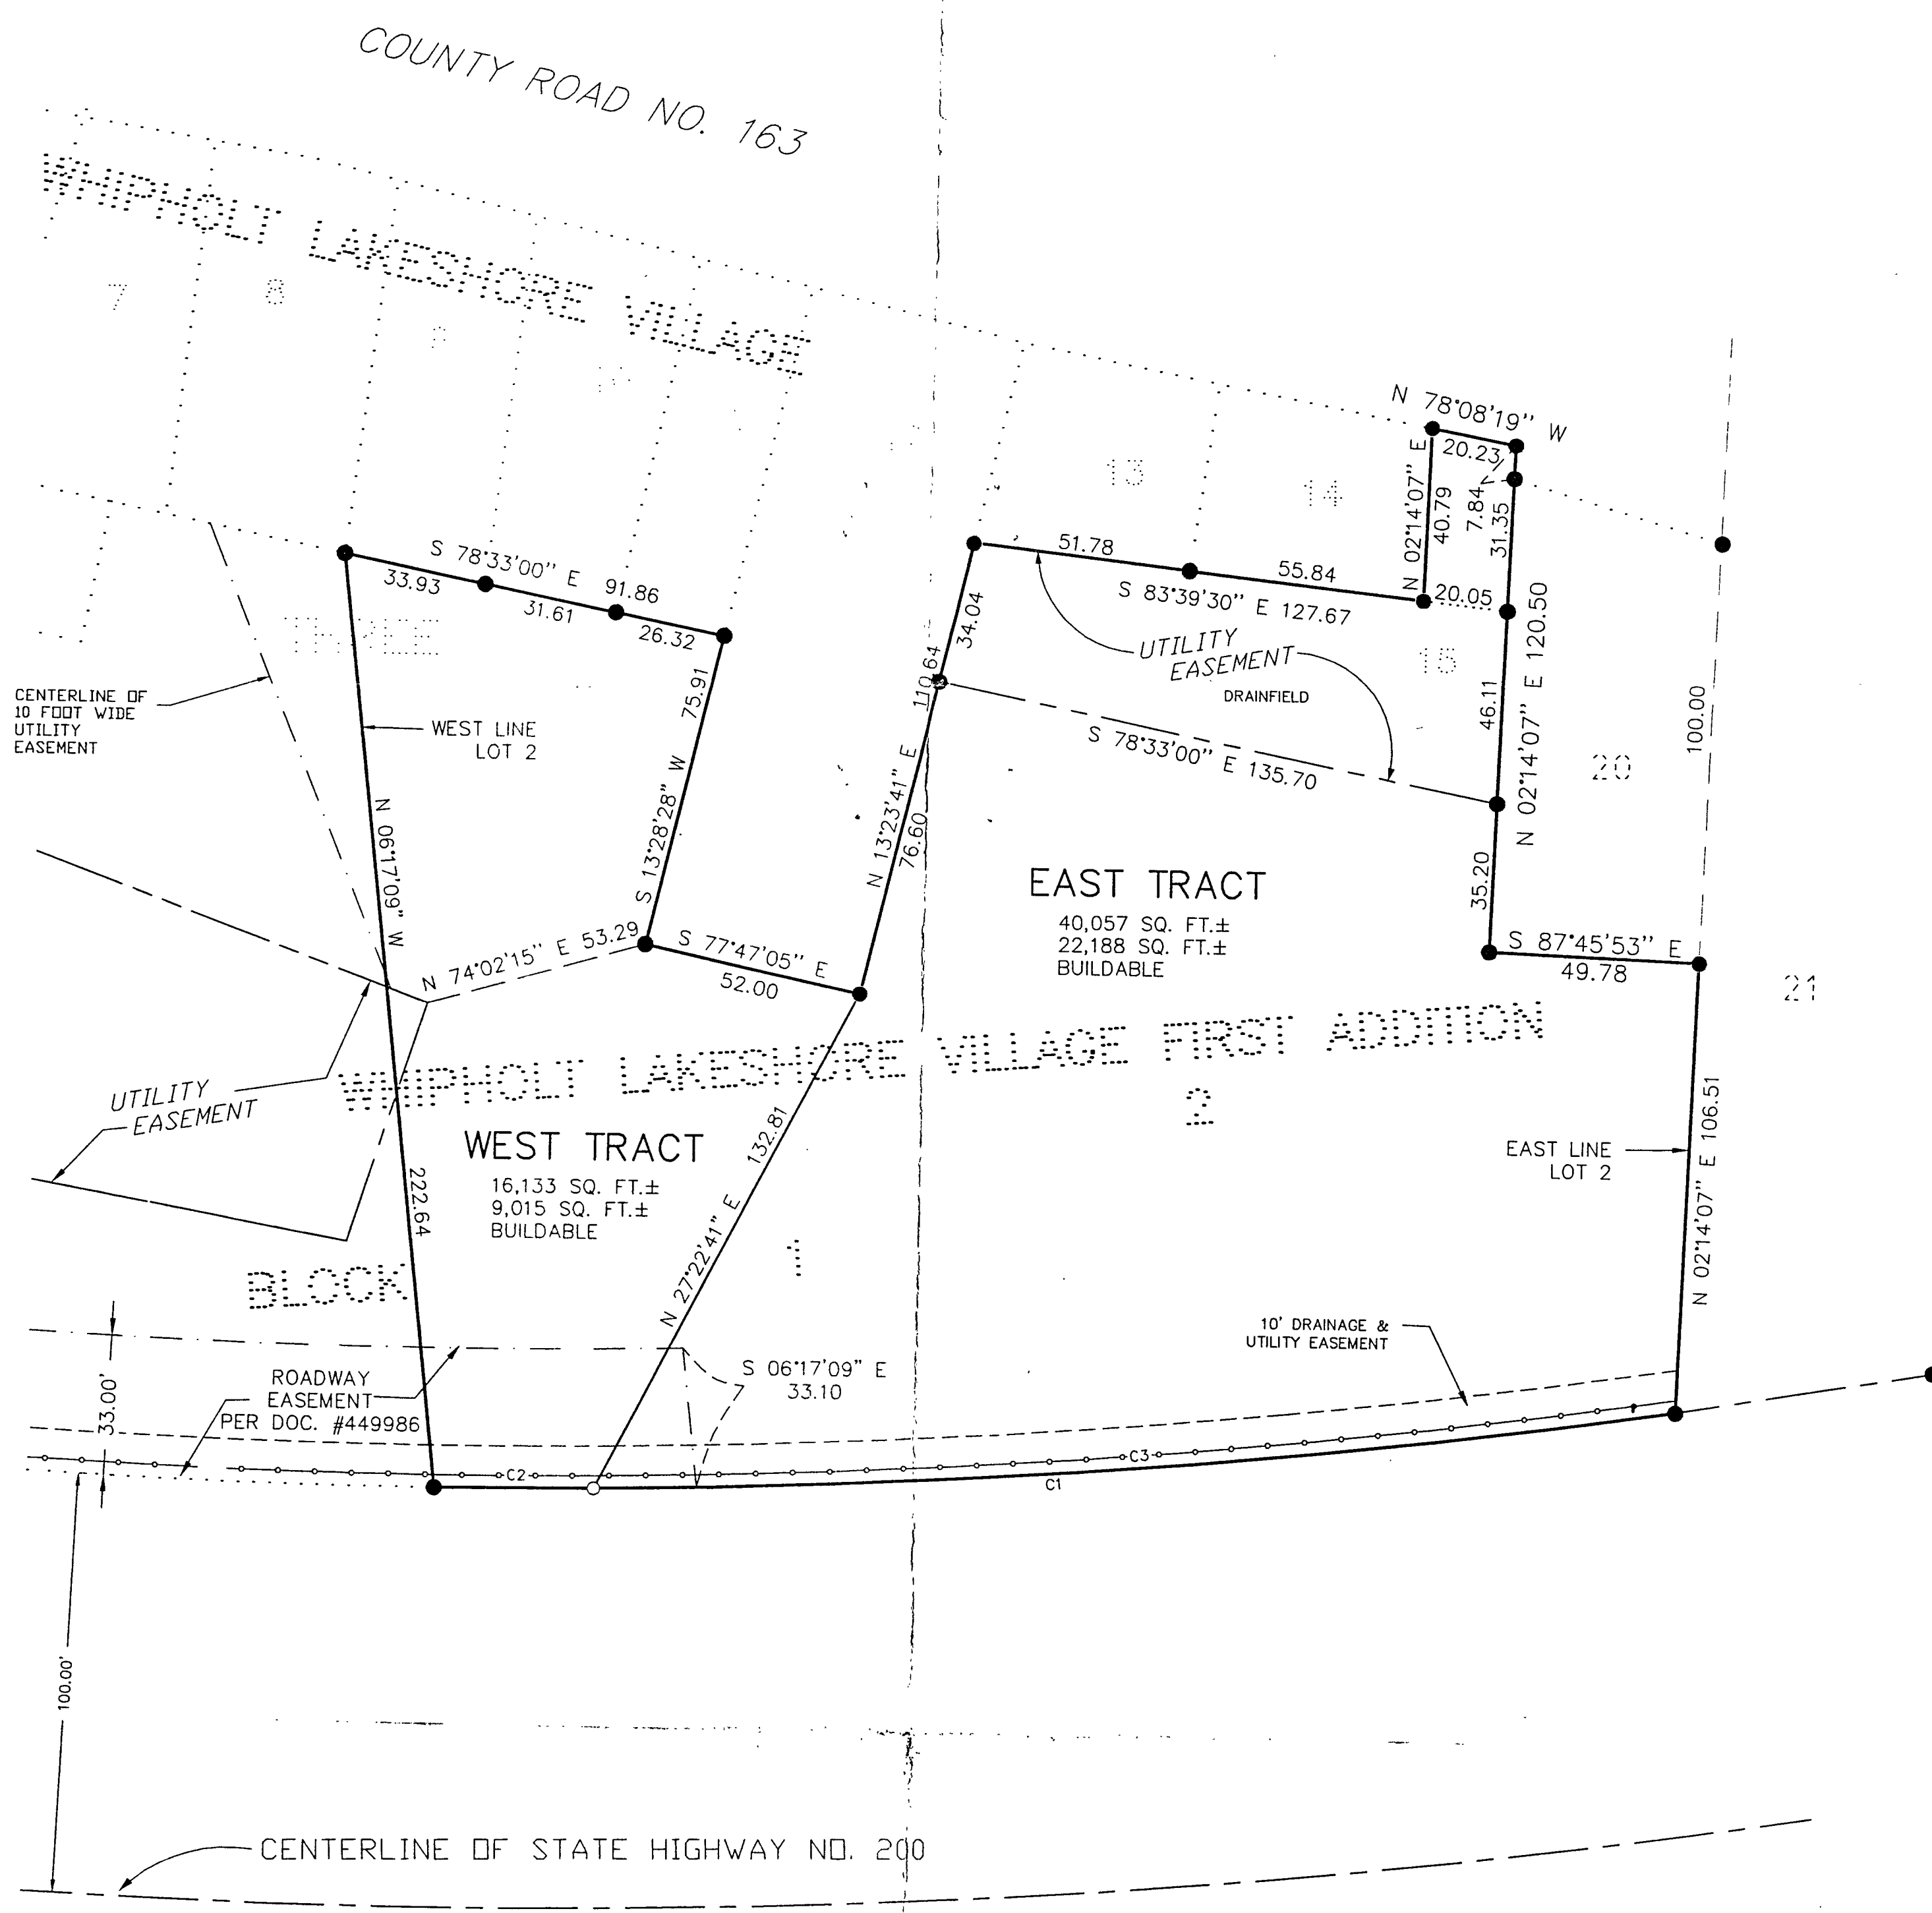 COUNTY ROAD NO. 163
WHIPHOLT LAKESHORE VILLAGE
7
8
13
14
15
20
21
N 78°08'19" W
20.23
N 02°14'07" E
40.79
7.84
31.35
20.05
51.78
55.84
S 83°39'30" E 127.67
34.04
110.64
UTILITY
EASEMENT
DRAINFIELD
S 78°33'00" E 135.70
46.11
N 02°14'07" E 120.50
100.00
35.20
S 87°45'53" E
49.78
S 78°33'00" E 91.86
33.93
31.61
26.32
CENTERLINE OF
10 FOOT WIDE
UTILITY
EASEMENT
WEST LINE
LOT 2
75.91
S 13°28'28" W
N 13°23'41" E
76.60
N 06°17'09" W
222.64
N 74°02'15" E 53.29
S 77°47'05" E
52.00
EAST TRACT
40,057 SQ. FT.±
22,188 SQ. FT.±
BUILDABLE
WHIPHOLT LAKESHORE VILLAGE FIRST ADDITION
2
UTILITY
EASEMENT
WEST TRACT
16,133 SQ. FT.±
9,015 SQ. FT.±
BUILDABLE
132.81
N 27°22'41" E
EAST LINE
LOT 2
N 02°14'07" E 106.51
BLOCK
1
10' DRAINAGE &
UTILITY EASEMENT
33.00'
ROADWAY
EASEMENT
PER DOC. #449986
S 06°17'09" E
33.10
C2
C3
C1
100.00'
CENTERLINE OF STATE HIGHWAY NO. 200